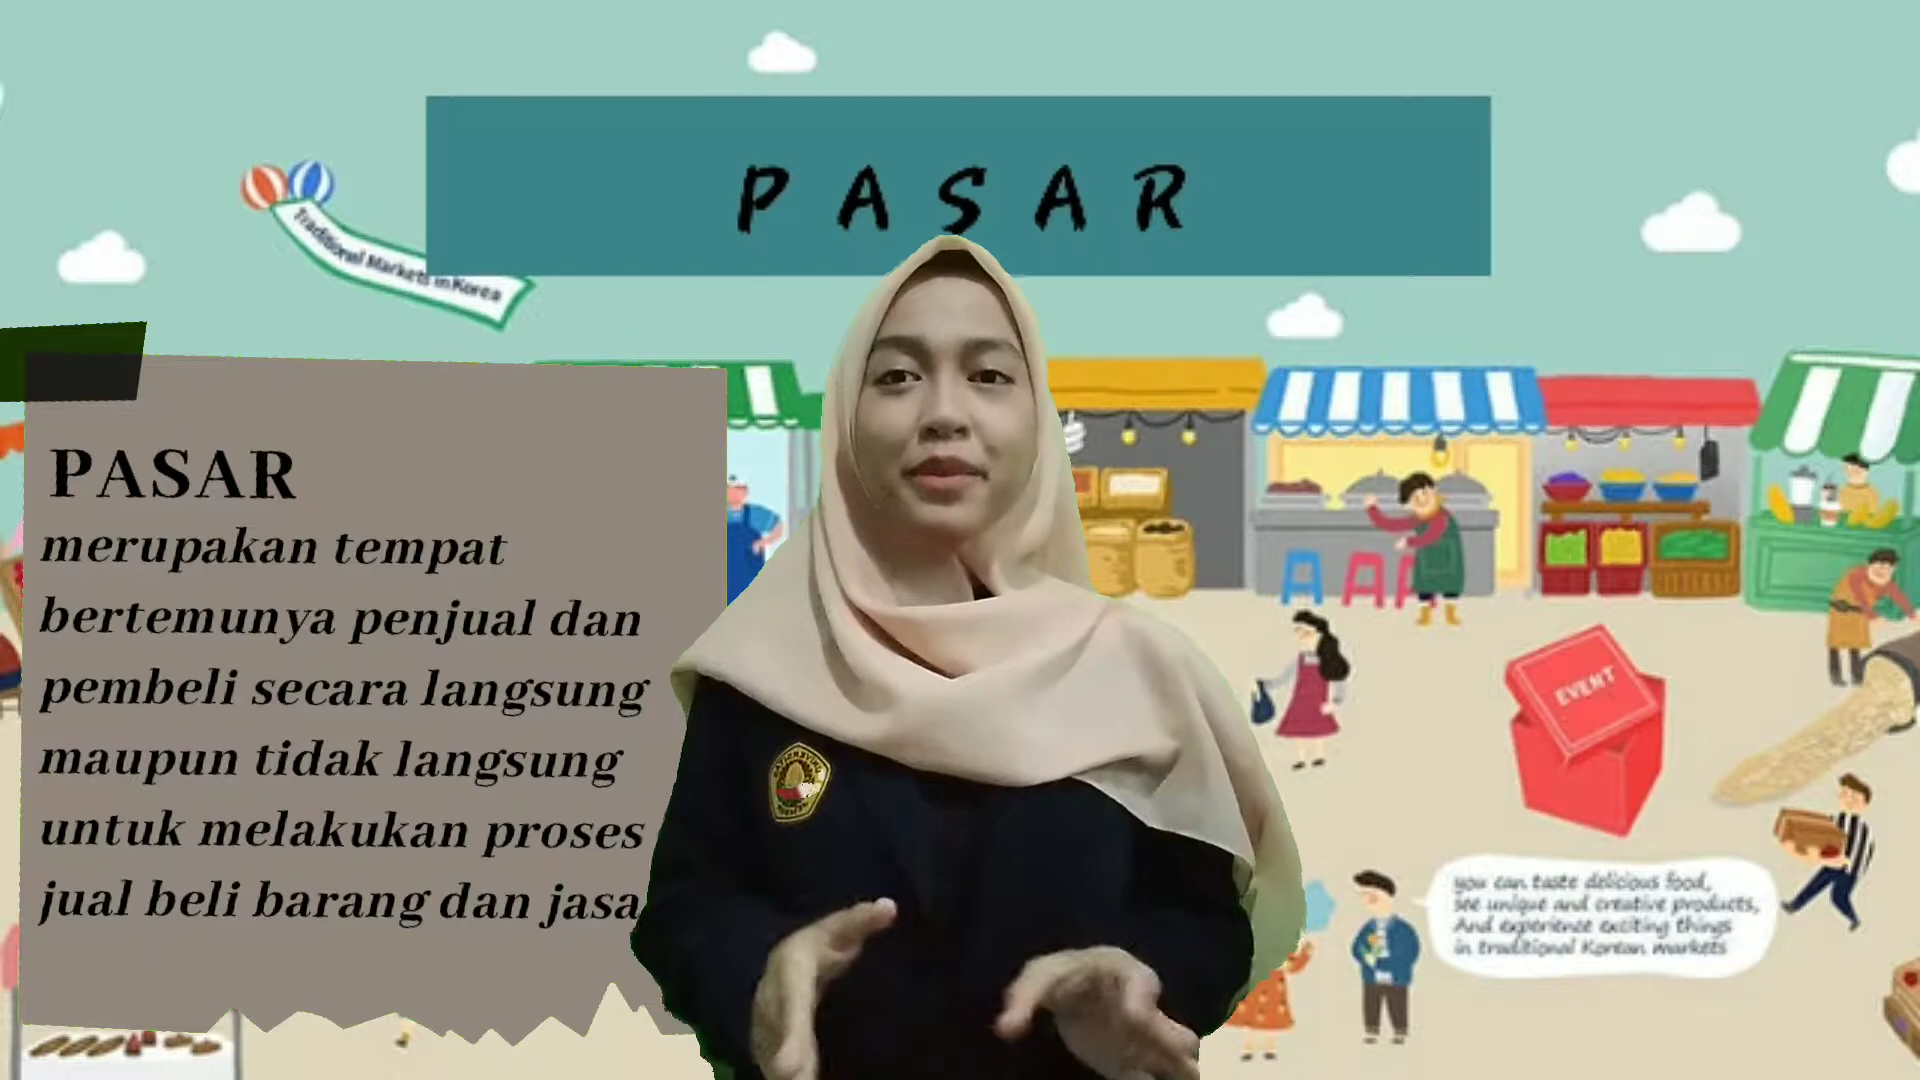 PASAR
Traditional Markets in Korea
PASAR
merupakan tempat
bertemunya penjual dan
pembeli secara langsung
maupun tidak langsung
untuk melakukan proses
jual beli barang dan jasa
EVENT
you can taste delicious food,
see unique and creative products,
And experience exciting things
in traditional Korean markets